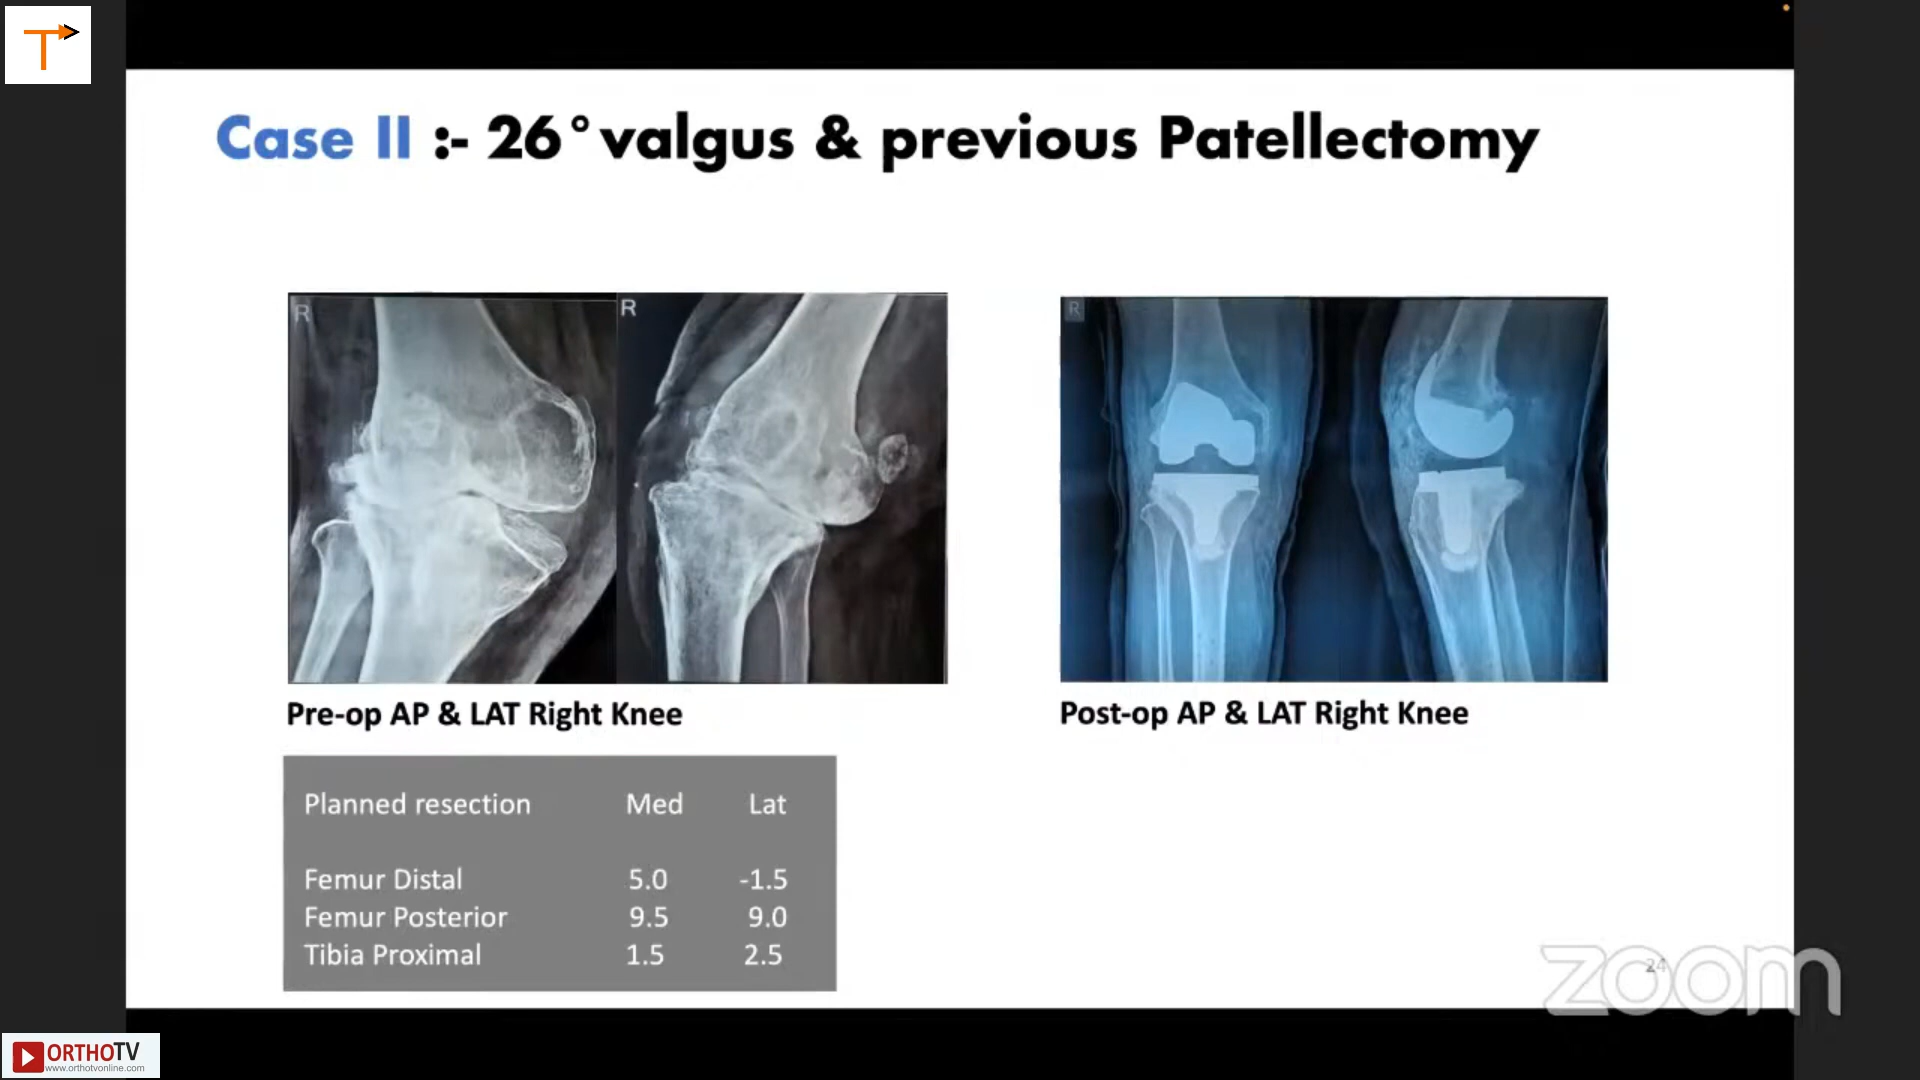 T
Case II :- 26° valgus & previous Patellectomy
R
R
R
Pre-op AP & LAT Right Knee
Post-op AP & LAT Right Knee
Planned resection Med Lat
Femur Distal 5.0 -1.5
Femur Posterior 9.5 9.0
Tibia Proximal 1.5 2.5
24
zoom
ORTHOTV
www.orthotvonline.com